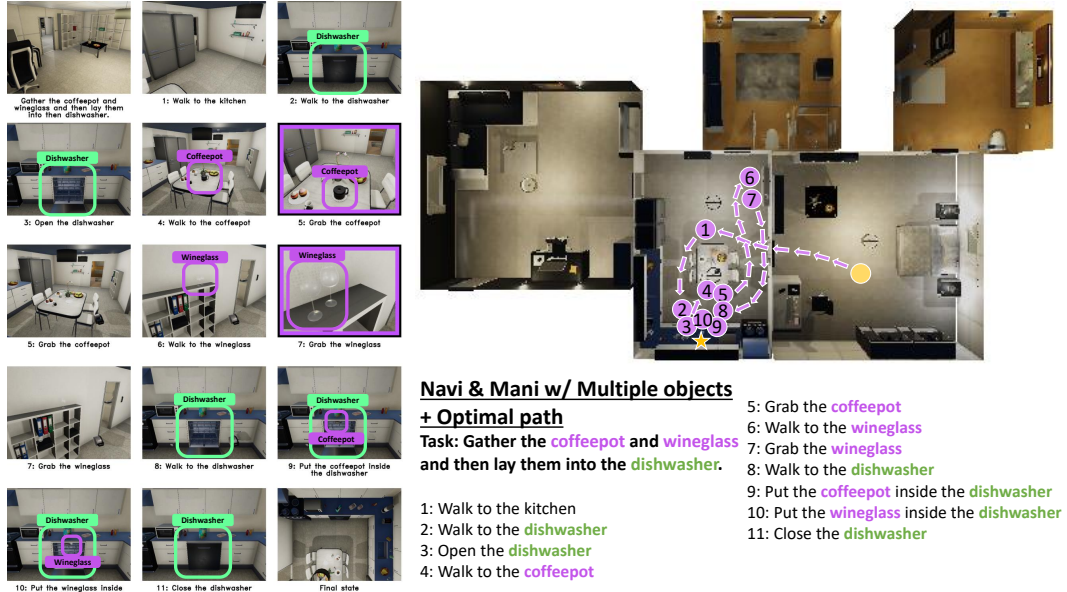 Gather the coffeepot and
wineglass and then lay them
into then dishwasher.
1: Walk to the kitchen
Dishwasher
2: Walk to the dishwasher
Dishwasher
3: Open the dishwasher
Coffeepot
4: Walk to the coffeepot
Coffeepot
5: Grab the coffeepot
5: Grab the coffeepot
Wineglass
6: Walk to the wineglass
Wineglass
7: Grab the wineglass
7: Grab the wineglass
Dishwasher
8: Walk to the dishwasher
Dishwasher
Coffeepot
9: Put the coffeepot inside
the dishwasher
Dishwasher
Wineglass
10: Put the wineglass inside
Dishwasher
11: Close the dishwasher
Final state
6
7
1
4
5
2
8
3
10
9
Navi & Mani w/ Multiple objects
+ Optimal path
Task: Gather the coffeepot and wineglass
and then lay them into the dishwasher.
1: Walk to the kitchen
2: Walk to the dishwasher
3: Open the dishwasher
4: Walk to the coffeepot
5: Grab the coffeepot
6: Walk to the wineglass
7: Grab the wineglass
8: Walk to the dishwasher
9: Put the coffeepot inside the dishwasher
10: Put the wineglass inside the dishwasher
11: Close the dishwasher